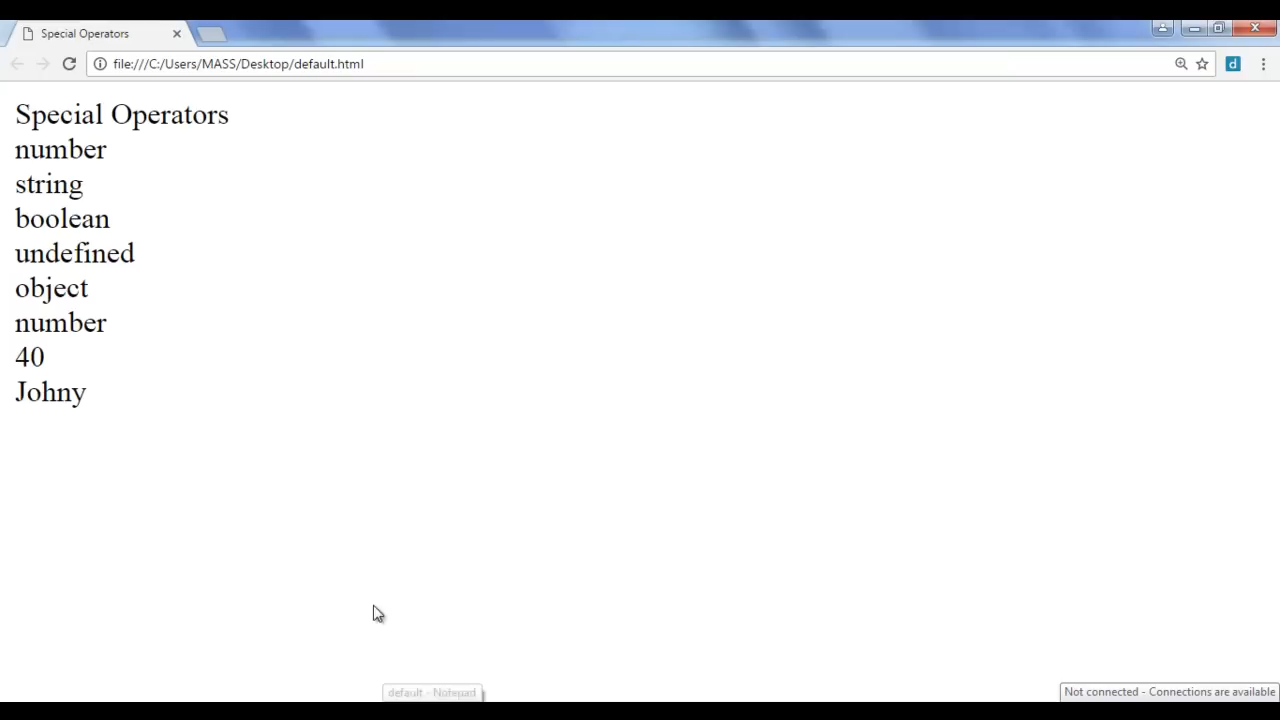 Special Operators
file:///C:/Users/MASS/Desktop/default.html
d
Special Operators
number
string
boolean
undefined
object
number
40
Johny
default - Notepad
Not connected - Connections are available